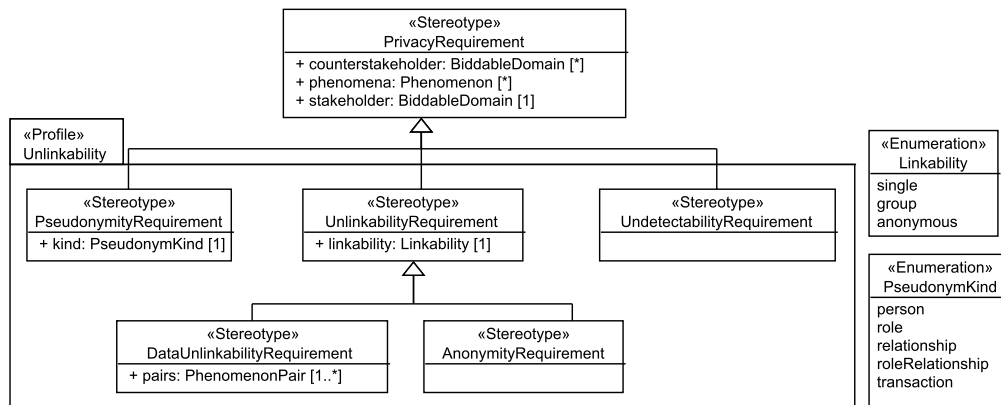 «Stereotype»
PrivacyRequirement
+ counterstakeholder: BiddableDomain [*]
+ phenomena: Phenomenon [*]
+ stakeholder: BiddableDomain [1]
«Profile»
Unlinkability
«Enumeration»
Linkability
single
group
anonymous
«Stereotype»
PseudonymityRequirement
+ kind: PseudonymKind [1]
«Stereotype»
UnlinkabilityRequirement
+ linkability: Linkability [1]
«Stereotype»
UndetectabilityRequirement
«Enumeration»
PseudonymKind
person
role
relationship
roleRelationship
transaction
«Stereotype»
DataUnlinkabilityRequirement
+ pairs: PhenomenonPair [1..*]
«Stereotype»
AnonymityRequirement